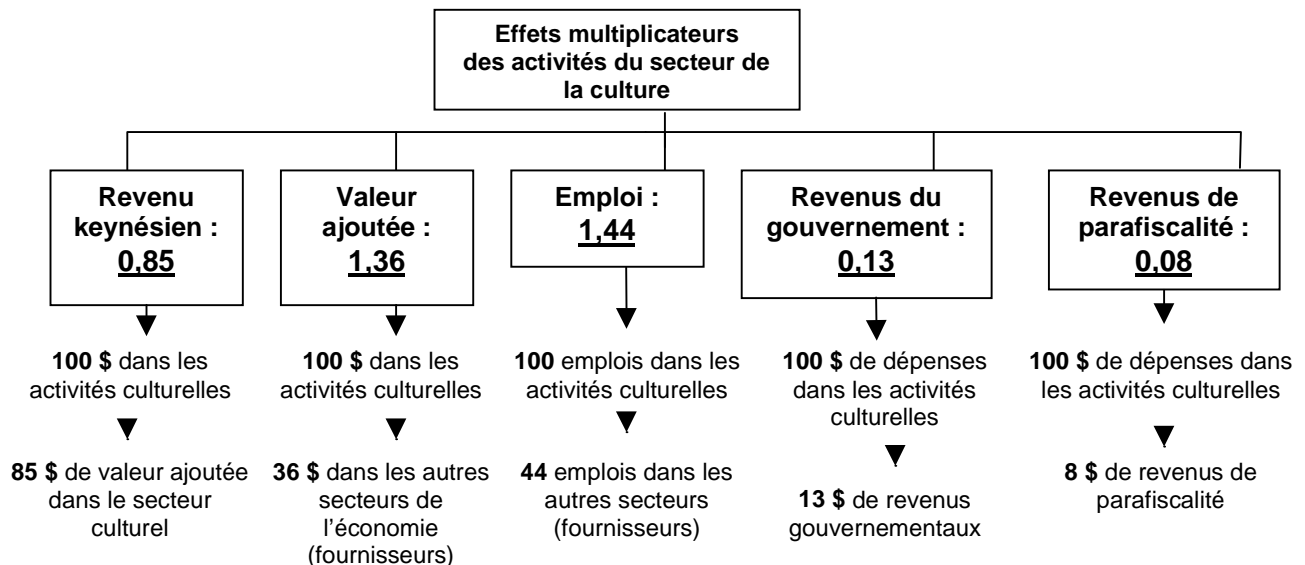 Effets multiplicateurs
des activités du secteur de
la culture
Revenu
keynésien :
0,85
Valeur
ajoutée :
1,36
Emploi :
1,44
Revenus du
gouvernement :
0,13
Revenus de
parafiscalité :
0,08
100 $ dans les
activités culturelles
100 $ dans les
activités culturelles
100 emplois dans les
activités culturelles
100 $ de dépenses
dans les activités
culturelles
100 $ de dépenses dans
les activités culturelles
85 $ de valeur ajoutée
dans le secteur
culturel
36 $ dans les autres
secteurs de
l'économie
(fournisseurs)
44 emplois dans les
autres secteurs
(fournisseurs)
13 $ de revenus
gouvernementaux
8 $ de revenus de
parafiscalité